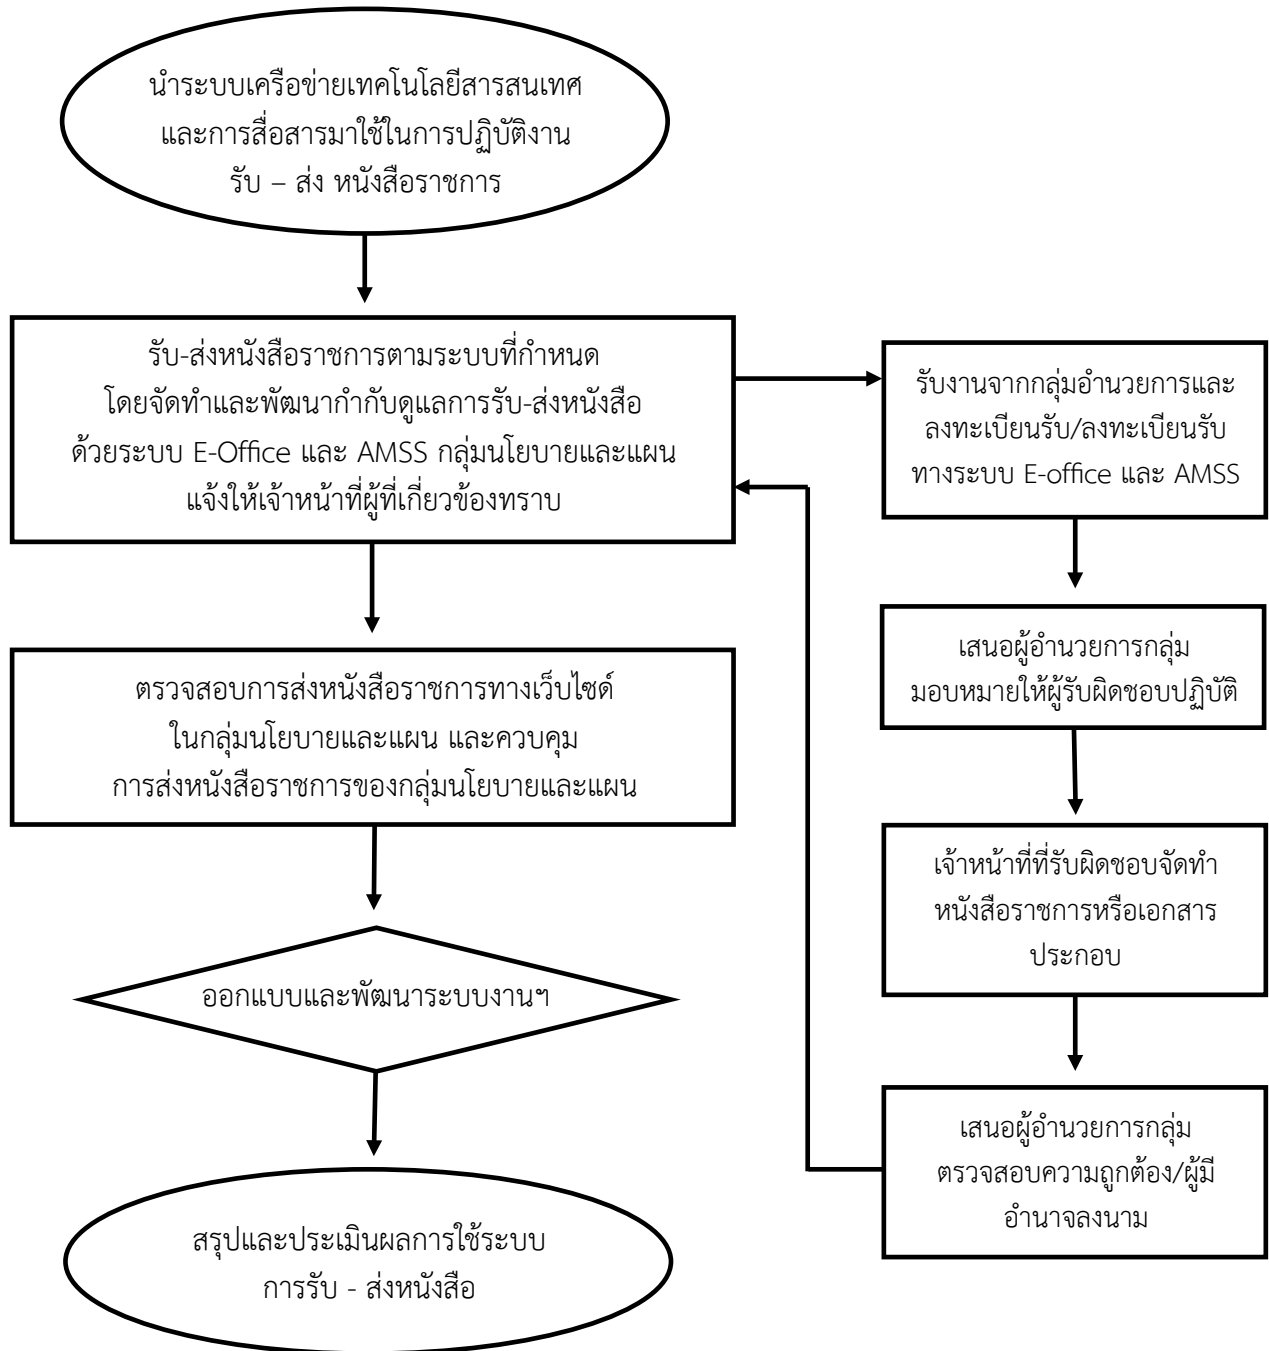 นำระบบเครือข่ายเทคโนโลยีสารสนเทศ
และการสื่อสารมาใช้ในการปฏิบัติงาน
รับ – ส่ง หนังสือราชการ
รับ-ส่งหนังสือราชการตามระบบที่กำหนด
โดยจัดทำและพัฒนากำกับดูแลการรับ-ส่งหนังสือ
ด้วยระบบ E-Office และ AMSS กลุ่มนโยบายและแผน
แจ้งให้เจ้าหน้าที่ผู้ที่เกี่ยวข้องทราบ
ตรวจสอบการส่งหนังสือราชการทางเว็บไซด์
ในกลุ่มนโยบายและแผน และควบคุม
การส่งหนังสือราชการของกลุ่มนโยบายและแผน
ออกแบบและพัฒนาระบบงานฯ
สรุปและประเมินผลการใช้ระบบ
การรับ - ส่งหนังสือ
รับงานจากกลุ่มอำนวยการและ
ลงทะเบียนรับ/ลงทะเบียนรับ
ทางระบบ E-office และ AMSS
เสนอผู้อำนวยการกลุ่ม
มอบหมายให้ผู้รับผิดชอบปฏิบัติ
เจ้าหน้าที่ที่รับผิดชอบจัดทำ
หนังสือราชการหรือเอกสาร
ประกอบ
เสนอผู้อำนวยการกลุ่ม
ตรวจสอบความถูกต้อง/ผู้มี
อำนาจลงนาม